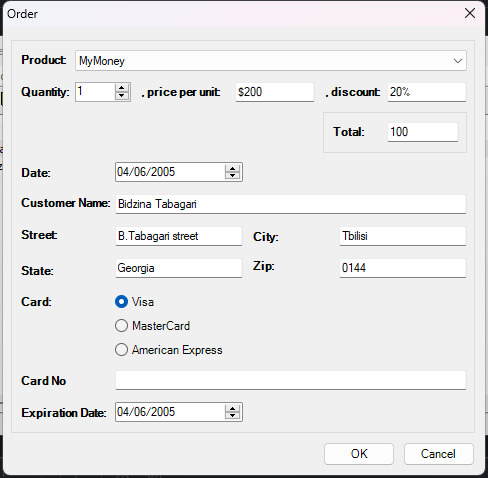 Order
Product: MyMoney
Quantity: 1 , price per unit: $200 , discount: 20%
Total: 100
Date: 04/06/2005
Customer Name: Bidzina Tabagari
Street: B.Tabagari street City: Tbilisi
State: Georgia Zip: 0144
Card: Visa
MasterCard
American Express
Card No
Expiration Date: 04/06/2005
OK Cancel